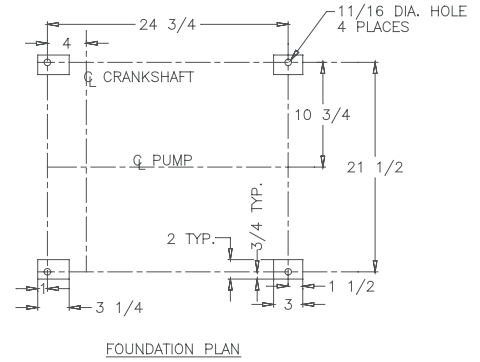 24 3/4
11/16 DIA. HOLE
4 PLACES
4
℄ CRANKSHAFT
10 3/4
℄ PUMP
21 1/2
3/4 TYP.
2 TYP.
1
3 1/4
3
1 1/2
FOUNDATION PLAN